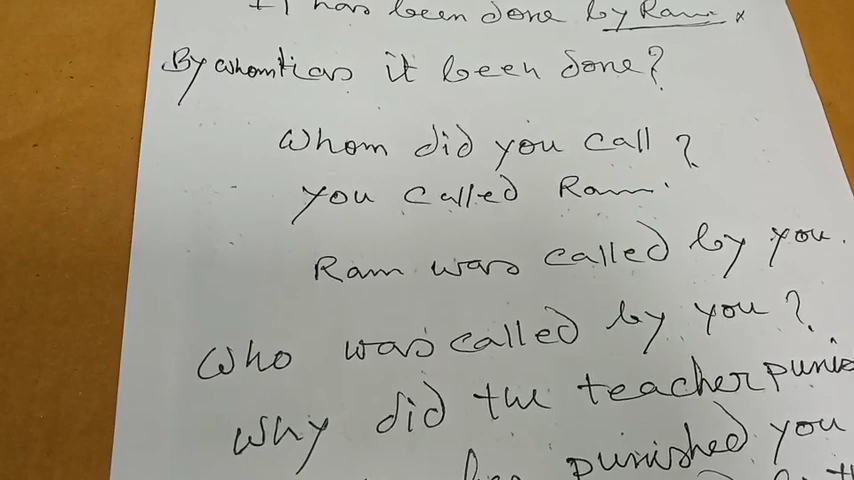 It has been done by Ram. x
By whom has it been done?
Whom did you call?
You called Ram.
Ram was called by you.
Who was called by you?
Why did the teacher punis
punished you